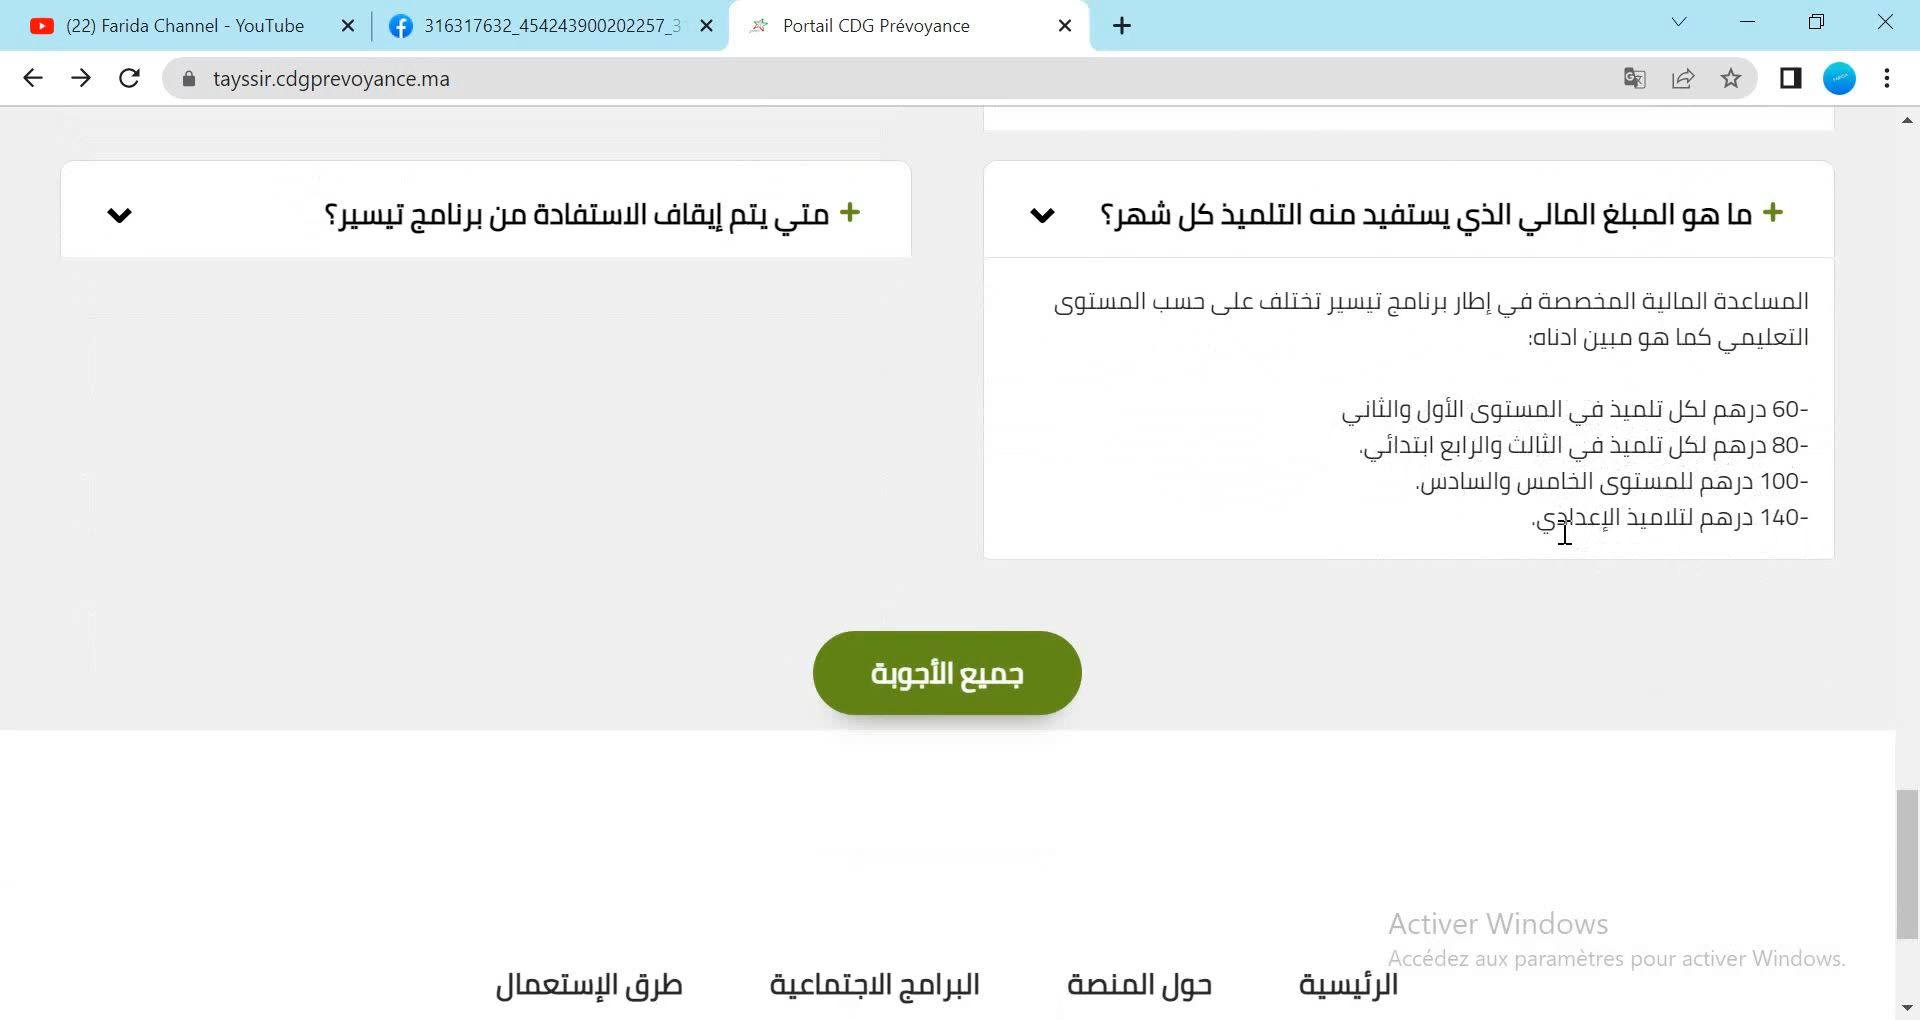 (22) Farida Channel - YouTube
316317632_454243900202257_3
Portail CDG Prévoyance
tayssir.cdgprevoyance.ma
ما هو المبلغ المالي الذي يستفيد منه التلميذ كل شهر؟
متي يتم إيقاف الاستفادة من برنامج تيسير؟
المساعدة المالية المخصصة في إطار برنامج تيسير تختلف على حسب المستوى
التعليمي كما هو مبين ادناه:
-60 درهم لكل تلميذ في المستوى الأول والثاني
-80 درهم لكل تلميذ في الثالث والرابع ابتدائي.
-100 درهم للمستوى الخامس والسادس.
-140 درهم لتلاميذ الإعدادي.
جميع الأجوبة
Activer Windows
Accédez aux paramètres pour activer Windows.
الرئيسية
حول المنصة
البرامج الاجتماعية
طرق الإستعمال